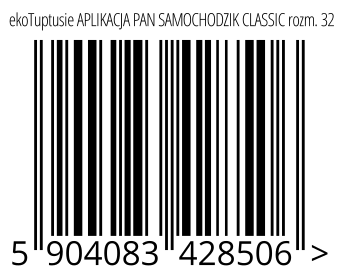 ekoTuptusie APLIKACJA PAN SAMOCHODZIK CLASSIC rozm. 32
5 904083 428506 >